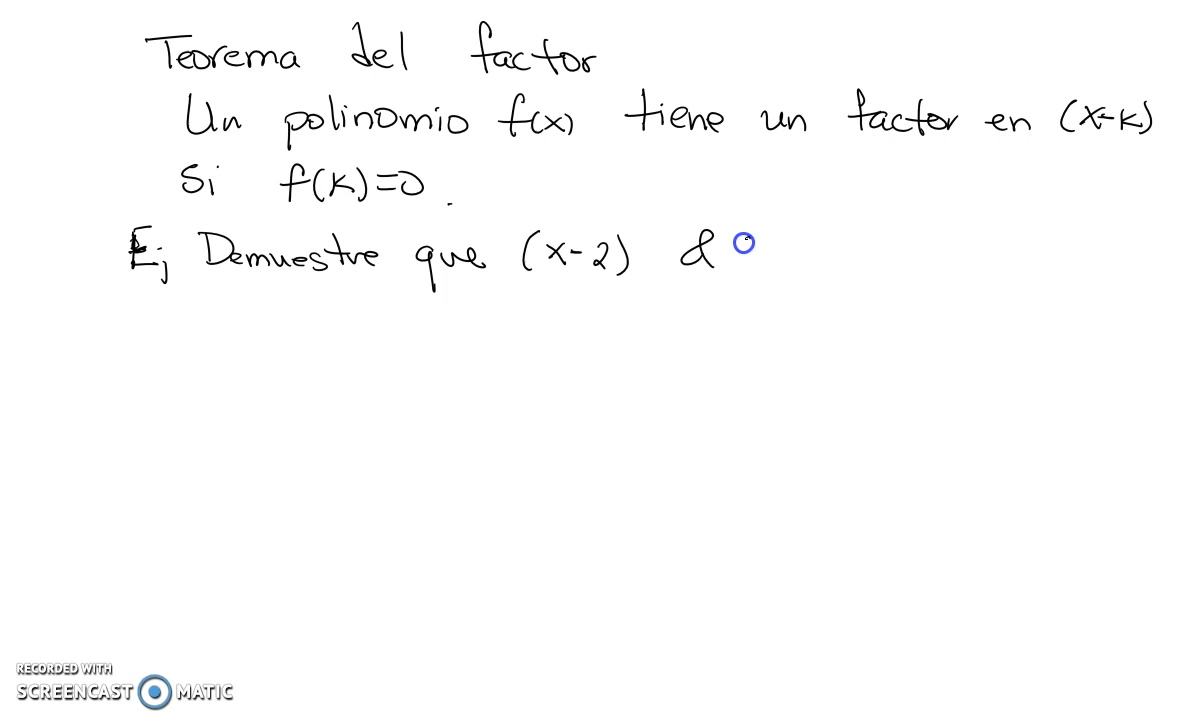 Teorema del factor
Un polinomio f(x) tiene un factor en (x-k)
Si f(k)=0.
Ej Demuestre que (x-2) &
RECORDED WITH
SCREENCAST MATIC